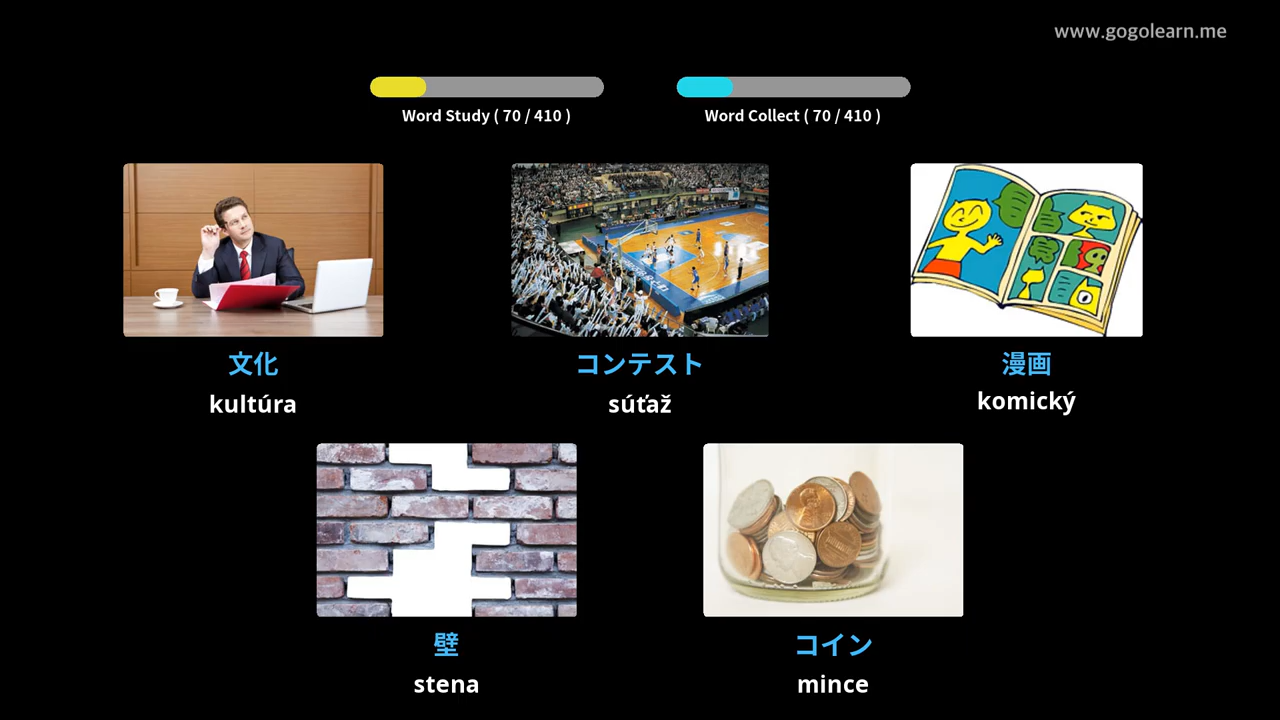 www.gogolearn.me
Word Study ( 70 / 410 )
Word Collect ( 70 / 410 )
文化
kultúra
コンテスト
súťaž
漫画
komický
壁
stena
コイン
mince